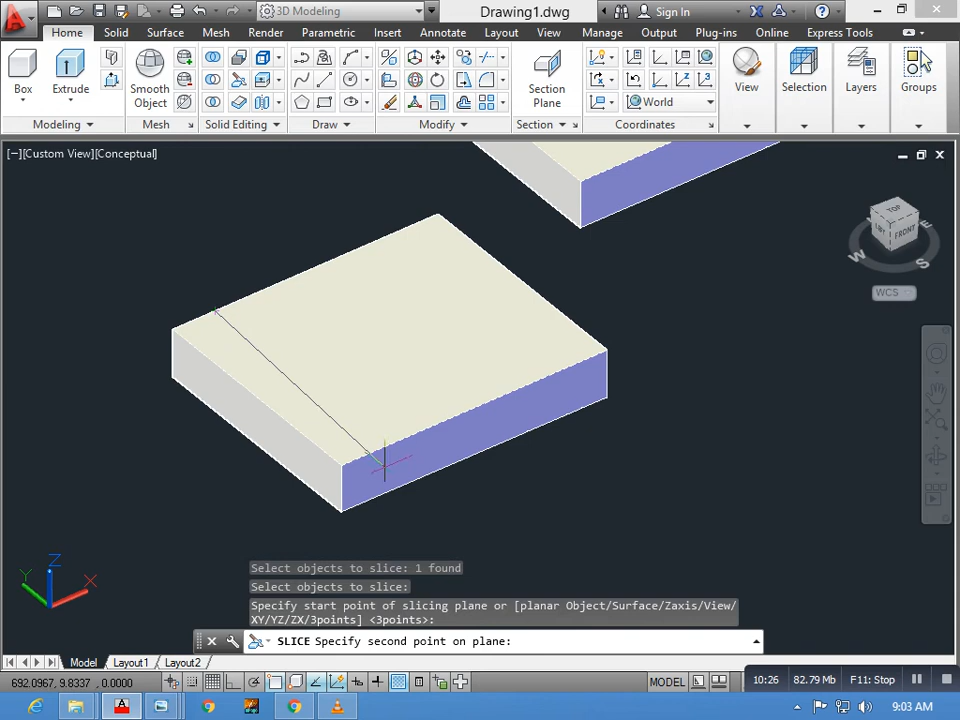 3D Modeling
Drawing1.dwg
Sign In
Home Solid Surface Mesh Render Parametric Insert Annotate Layout View Manage Output Plug-ins Online Express Tools
Box
Extrude
Smooth
Object
Section
Plane
World
View
Selection
Layers
Groups
Modeling
Mesh
Solid Editing
Draw
Modify
Section
Coordinates
[−][Custom View][Conceptual]
TOP
FRONT
W
E
S
WCS
Z
Y
X
Select objects to slice: 1 found
Select objects to slice:
Specify start point of slicing plane or [planar Object/Surface/Zaxis/View/
XY/YZ/ZX/3points] <3points>:
SLICE Specify second point on plane:
Model Layout1 Layout2
692.0967, 9.8337, 0.0000
MODEL
10:26 82.79 Mb F11: Stop
9:03 AM